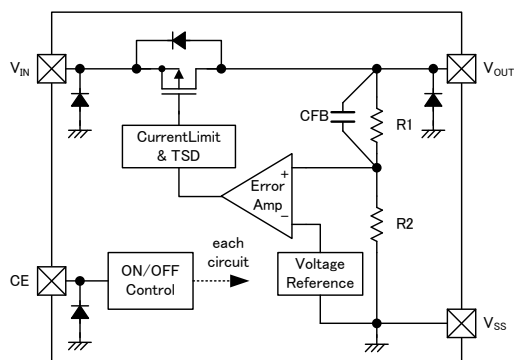 VIN
VOUT
CFB
R1
CurrentLimit
& TSD
+
Error
Amp
−
R2
each
circuit
CE
ON/OFF
Control
Voltage
Reference
VSS